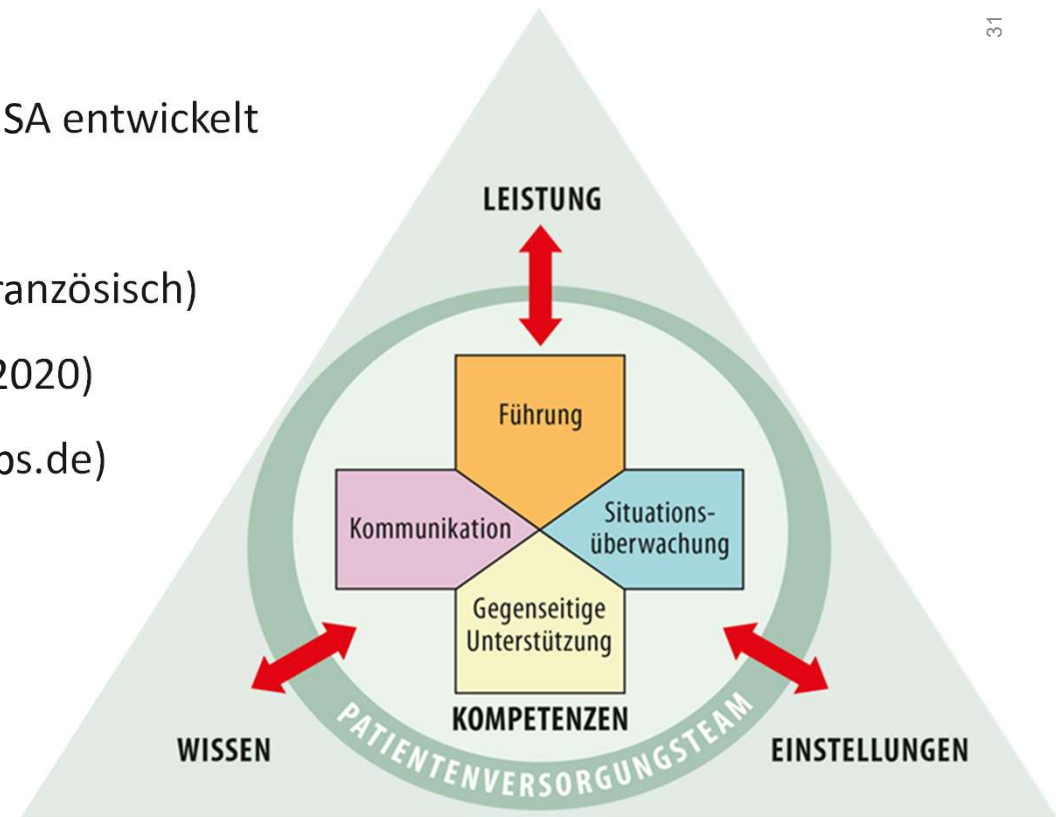 31
SA entwickelt
ranzösisch)
2020)
ps.de)
LEISTUNG
Führung
Kommunikation
Situations-
überwachung
Gegenseitige
Unterstützung
KOMPETENZEN
PATIENTENVERSORGUNGSTEAM
WISSEN
EINSTELLUNGEN